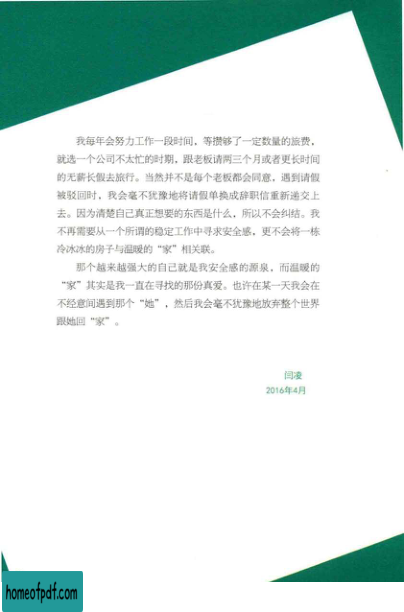 我每年会努力工作一段时间，等攒够了一定数量的旅费，
就选一个公司不太忙的时期，跟老板请两三个月或者更长时间
的无薪长假去旅行。当然并不是每个老板都会同意，遇到请假
被驳回时，我会毫不犹豫地将请假单换成辞职信重新递交上
去。因为清楚自己真正想要的东西是什么，所以不会纠结。我
不再需要从一个所谓的稳定工作中寻求安全感，更不会将一栋
冷冰冰的房子与温暖的“家”相关联。
那个越来越强大的自己就是我安全感的源泉，而温暖的
“家”其实是我一直在寻找的那份真爱。也许在某一天我会在
不经意间遇到那个“她”，然后我会毫不犹豫地放弃整个世界
跟她回“家”。
闫凌
2016年4月
homeofpdf.com